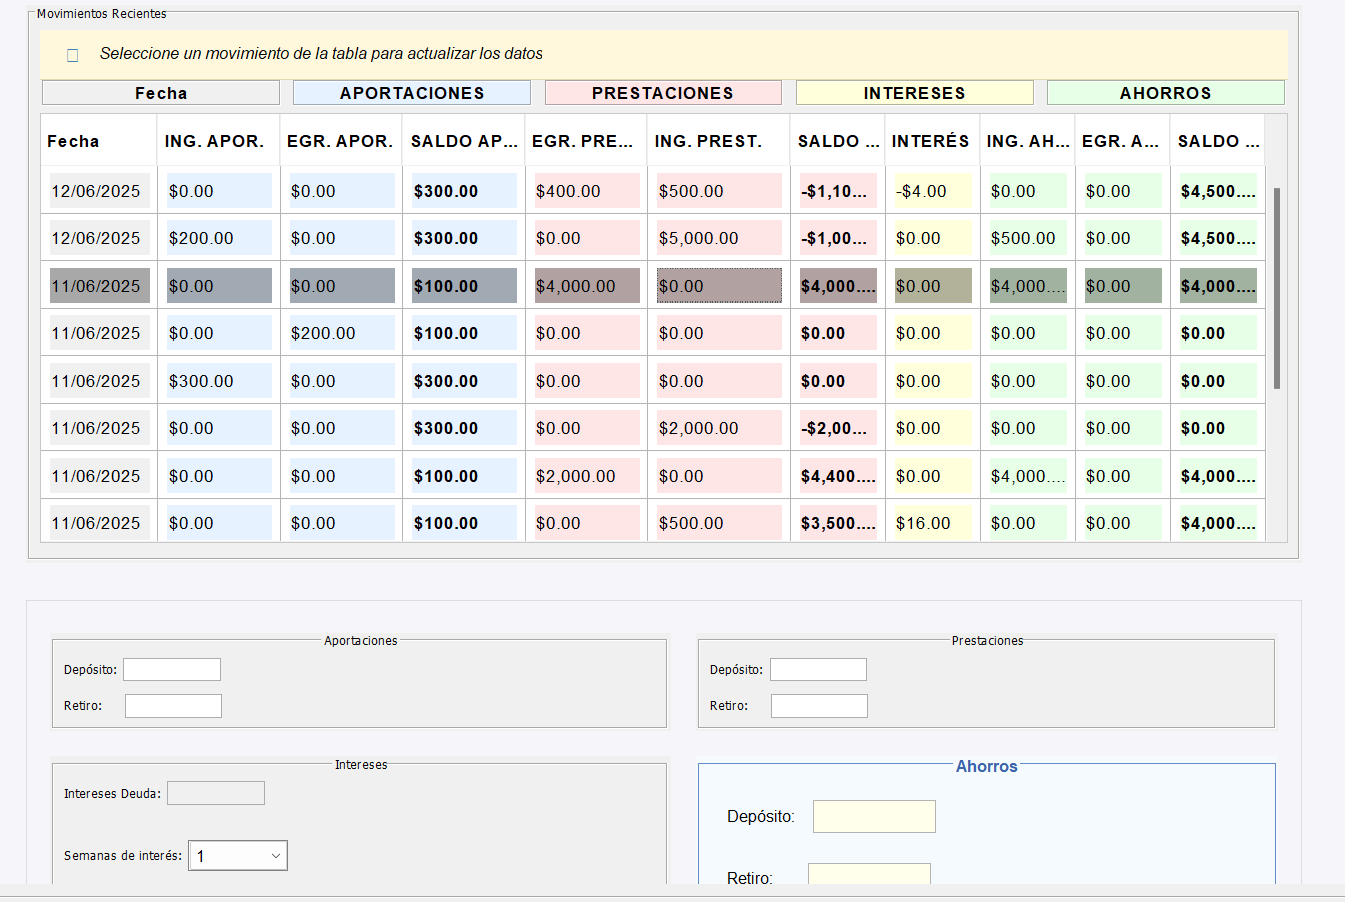 Movimientos Recientes
Seleccione un movimiento de la tabla para actualizar los datos
Fecha APORTACIONES PRESTACIONES INTERESES AHORROS
Fecha ING. APOR. EGR. APOR. SALDO AP... EGR. PRE... ING. PREST. SALDO ... INTERÉS ING. AH... EGR. A... SALDO ...
12/06/2025 $0.00 $0.00 $300.00 $400.00 $500.00 -$1,10... -$4.00 $0.00 $0.00 $4,500....
12/06/2025 $200.00 $0.00 $300.00 $0.00 $5,000.00 -$1,00... $0.00 $500.00 $0.00 $4,500....
11/06/2025 $0.00 $0.00 $100.00 $4,000.00 $0.00 $4,000.... $0.00 $4,000.... $0.00 $4,000....
11/06/2025 $0.00 $200.00 $100.00 $0.00 $0.00 $0.00 $0.00 $0.00 $0.00 $0.00
11/06/2025 $300.00 $0.00 $300.00 $0.00 $0.00 $0.00 $0.00 $0.00 $0.00 $0.00
11/06/2025 $0.00 $0.00 $300.00 $0.00 $2,000.00 -$2,00... $0.00 $0.00 $0.00 $0.00
11/06/2025 $0.00 $0.00 $100.00 $2,000.00 $0.00 $4,400.... $0.00 $4,000.... $0.00 $4,000....
11/06/2025 $0.00 $0.00 $100.00 $0.00 $500.00 $3,500.... $16.00 $0.00 $0.00 $4,000....
Aportaciones
Depósito:
Retiro:
Prestaciones
Depósito:
Retiro:
Intereses
Intereses Deuda:
Semanas de interés: 1
Ahorros
Depósito:
Retiro: